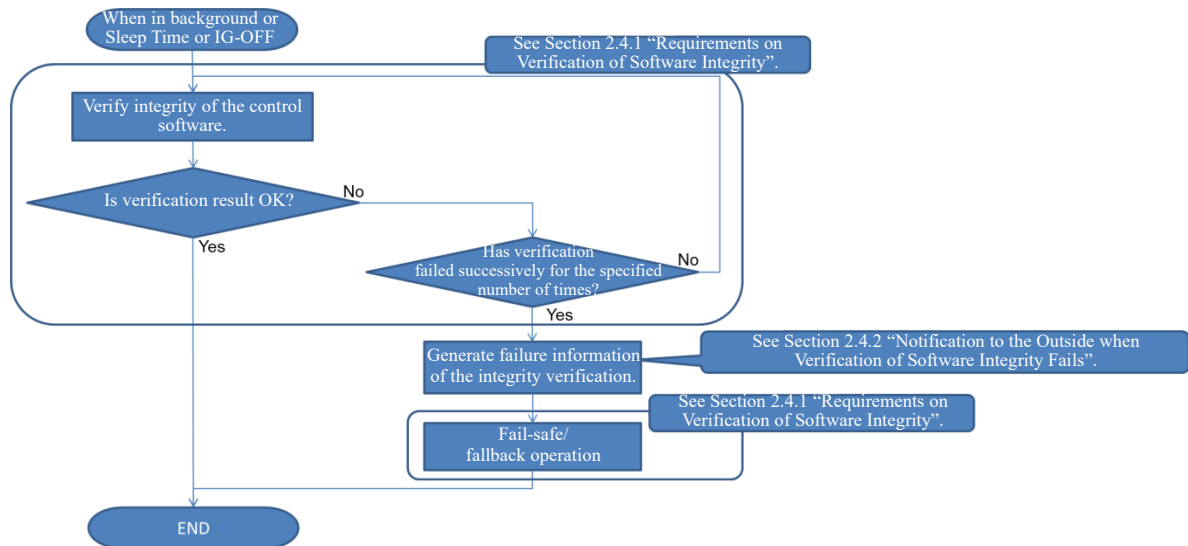 When in background or
Sleep Time or IG-OFF
See Section 2.4.1 “Requirements on
Verification of Software Integrity”.
Verify integrity of the control
software.
Is verification result OK?
No
Yes
Has verification
failed successively for the specified
number of times?
No
Yes
Generate failure information
of the integrity verification.
See Section 2.4.2 “Notification to the Outside when
Verification of Software Integrity Fails”.
See Section 2.4.1 “Requirements on
Verification of Software Integrity”.
Fail-safe/
fallback operation
END